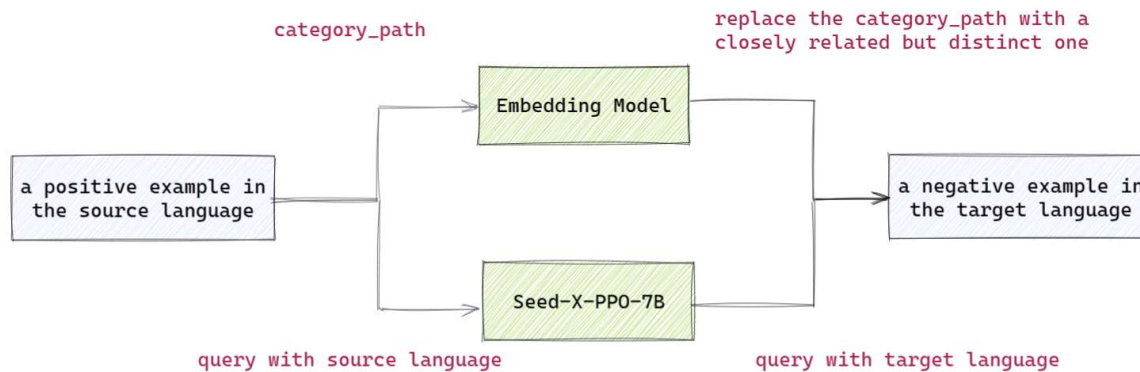 category_path
replace the category_path with a
closely related but distinct one
Embedding Model
a positive example in
the source language
a negative example in
the target language
Seed-X-PPO-7B
query with source language
query with target language